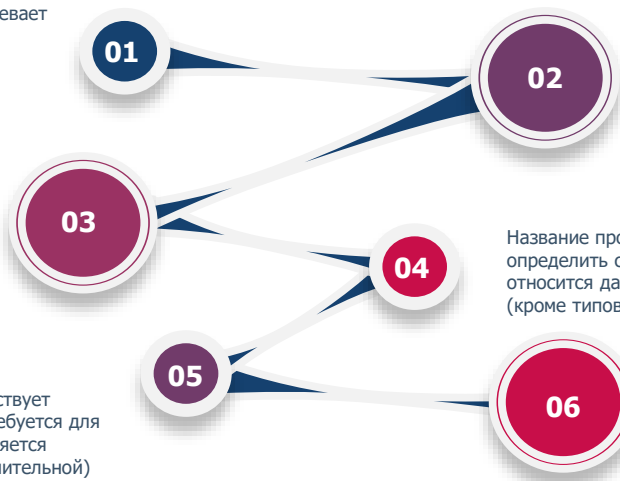 евает
01
02
03
04
Название про
определить с
относится да
(кроме типов
05
06
ствует
ебуется для
яется
ительной)